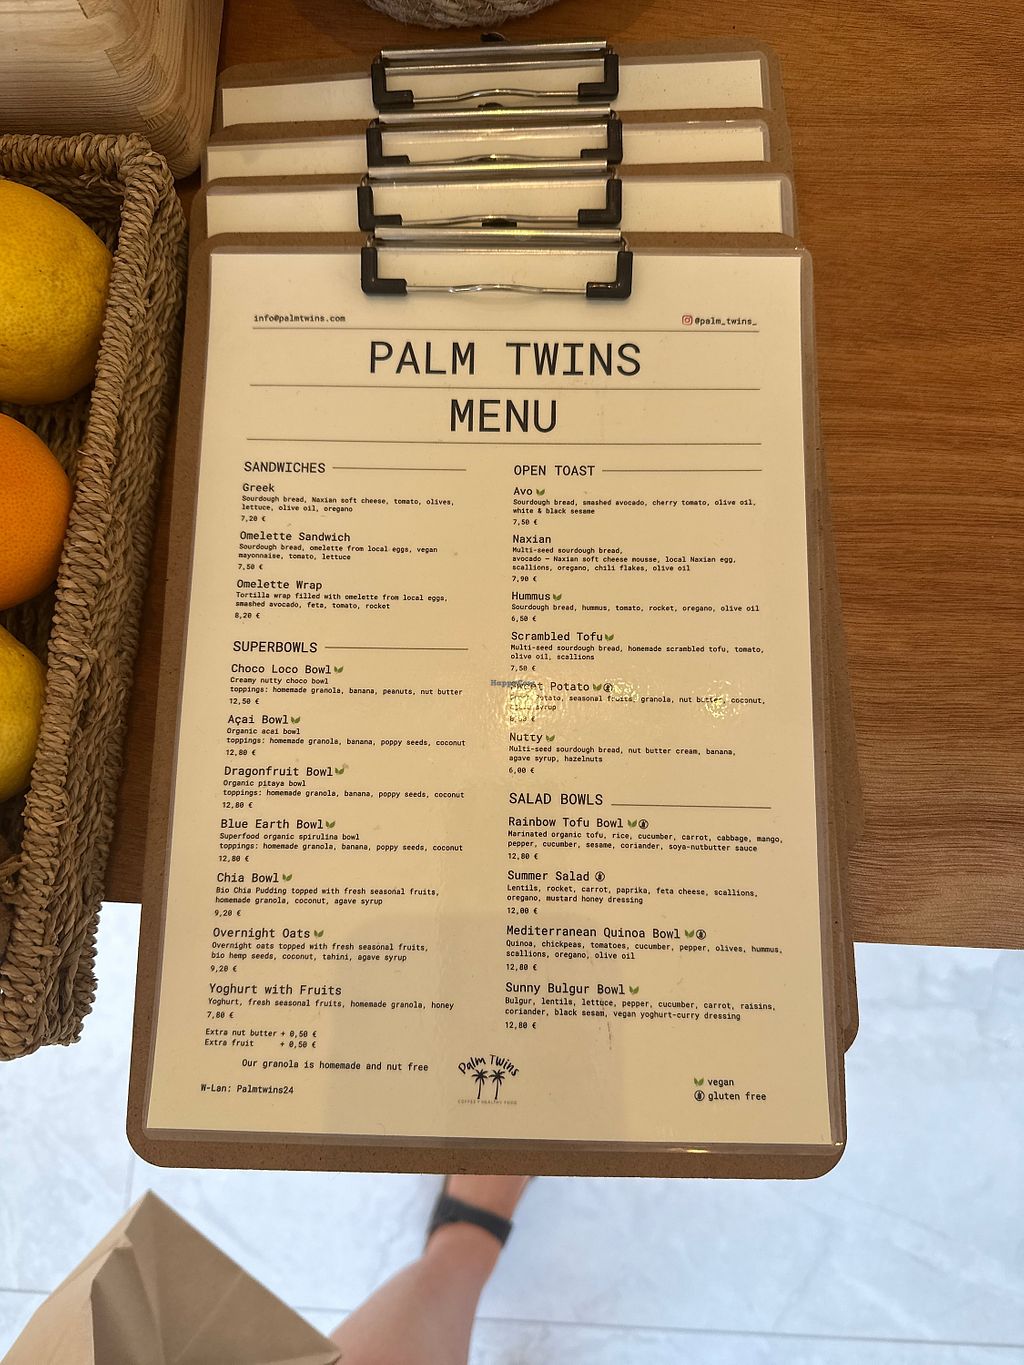 info@palmtwins.com
@palm_twins_
PALM TWINS
MENU
SANDWICHES
Greek
Sourdough bread, Naxian soft cheese, tomato, olives,
lettuce, olive oil, oregano
7,20 €
Omelette Sandwich
Sourdough bread, omelette from local eggs, vegan
mayonnaise, tomato, lettuce
7,50 €
Omelette Wrap
Tortilla wrap filled with omelette from local eggs,
smashed avocado, feta, tomato, rocket
8,20 €
SUPERBOWLS
Choco Loco Bowl
Creamy nutty choco bowl
toppings: homemade granola, banana, peanuts, nut butter
12,50 €
Açai Bowl
Organic acai bowl
toppings: homemade granola, banana, poppy seeds, coconut
12,80 €
Dragonfruit Bowl
Organic pitaya bowl
toppings: homemade granola, banana, poppy seeds, coconut
12,80 €
Blue Earth Bowl
Superfood organic spirulina bowl
toppings: homemade granola, banana, poppy seeds, coconut
12,80 €
Chia Bowl
Bio Chia Pudding topped with fresh seasonal fruits,
homemade granola, coconut, agave syrup
9,20 €
Overnight Oats
Overnight oats topped with fresh seasonal fruits,
bio hemp seeds, coconut, tahini, agave syrup
9,20 €
Yoghurt with Fruits
Yoghurt, fresh seasonal fruits, homemade granola, honey
7,80 €
Extra nut butter + 0,50 €
Extra fruit + 0,50 €
Our granola is homemade and nut free
W-Lan: Palmtwins24
OPEN TOAST
Avo
Sourdough bread, smashed avocado, cherry tomato, olive oil,
white & black sesame
7,50 €
Naxian
Multi-seed sourdough bread,
avocado – Naxian soft cheese mousse, local Naxian egg,
scallions, oregano, chili flakes, olive oil
7,90 €
Hummus
Sourdough bread, hummus, tomato, rocket, oregano, olive oil
6,50 €
Scrambled Tofu
Multi-seed sourdough bread, homemade scrambled tofu, tomato,
olive oil, scallions
7,50 €
HappyCow
Sweet Potato
potato, seasonal fruits, granola, nut butter, coconut,
syrup
Nutty
Multi-seed sourdough bread, nut butter cream, banana,
agave syrup, hazelnuts
6,00 €
SALAD BOWLS
Rainbow Tofu Bowl
Marinated organic tofu, rice, cucumber, carrot, cabbage, mango,
pepper, cucumber, sesame, coriander, soya-nutbutter sauce
12,80 €
Summer Salad
Lentils, rocket, carrot, paprika, feta cheese, scallions,
oregano, mustard honey dressing
12,00 €
Mediterranean Quinoa Bowl
Quinoa, chickpeas, tomatoes, cucumber, pepper, olives, hummus,
scallions, oregano, olive oil
12,80 €
Sunny Bulgur Bowl
Bulgur, lentils, lettuce, pepper, cucumber, carrot, raisins,
coriander, black sesam, vegan yoghurt-curry dressing
12,80 €
Palm Twins
COFFEE & HEALTHY FOOD
vegan
gluten free